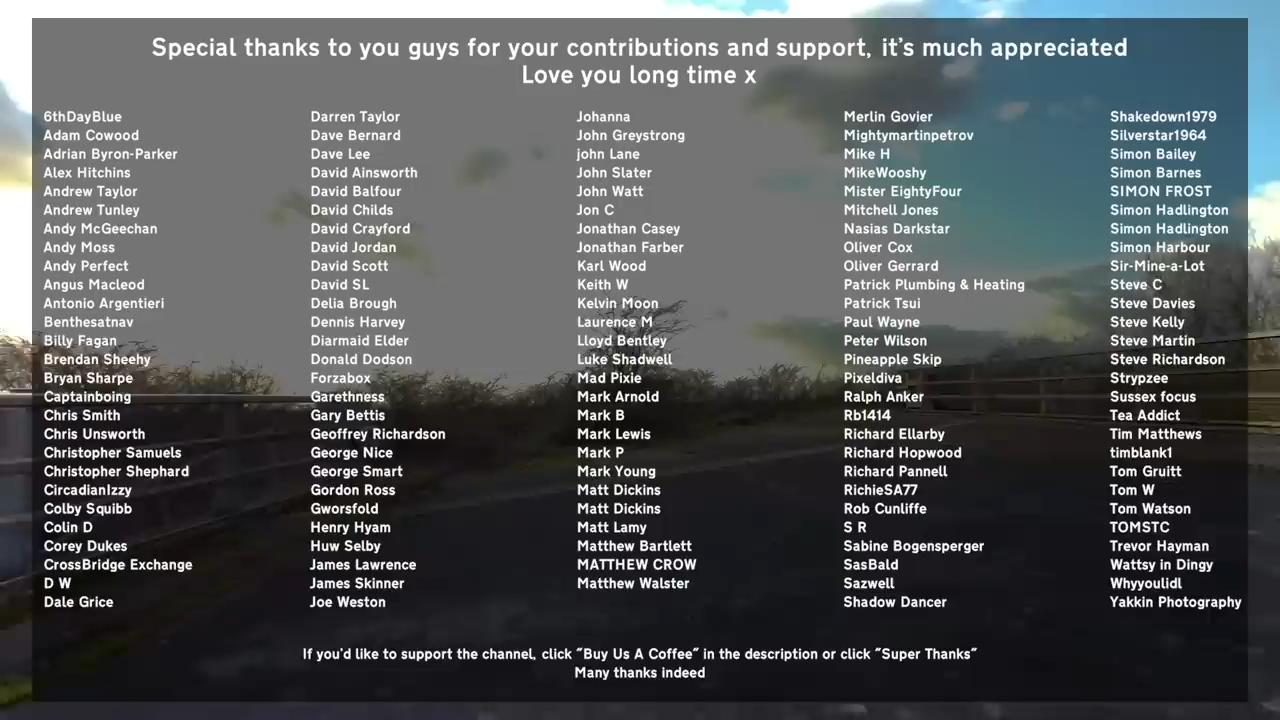 Special thanks to you guys for your contributions and support, it's much appreciated
Love you long time x
6thDayBlue
Adam Cowood
Adrian Byron-Parker
Alex Hitchins
Andrew Taylor
Andrew Tunley
Andy McGeechan
Andy Moss
Andy Perfect
Angus Macleod
Antonio Argentieri
Benthesatnav
Billy Fagan
Brendan Sheehy
Bryan Sharpe
Captainboing
Chris Smith
Chris Unsworth
Christopher Samuels
Christopher Shephard
CircadianIzzy
Colby Squibb
Colin D
Corey Dukes
CrossBridge Exchange
D W
Dale Grice
Darren Taylor
Dave Bernard
Dave Lee
David Ainsworth
David Balfour
David Childs
David Crayford
David Jordan
David Scott
David SL
Delia Brough
Dennis Harvey
Diarmaid Elder
Donald Dodson
Forzabox
Garethness
Gary Bettis
Geoffrey Richardson
George Nice
George Smart
Gordon Ross
Gworsfold
Henry Hyam
Huw Selby
James Lawrence
James Skinner
Joe Weston
Johanna
John Greystrong
john Lane
John Slater
John Watt
Jon C
Jonathan Casey
Jonathan Farber
Karl Wood
Keith W
Kelvin Moon
Laurence M
Lloyd Bentley
Luke Shadwell
Mad Pixie
Mark Arnold
Mark B
Mark Lewis
Mark P
Mark Young
Matt Dickins
Matt Dickins
Matt Lamy
Matthew Bartlett
MATTHEW CROW
Matthew Walster
Merlin Govier
Mightymartinpetrov
Mike H
MikeWooshy
Mister EightyFour
Mitchell Jones
Nasias Darkstar
Oliver Cox
Oliver Gerrard
Patrick Plumbing & Heating
Patrick Tsui
Paul Wayne
Peter Wilson
Pineapple Skip
Pixeldiva
Ralph Anker
Rb1414
Richard Ellarby
Richard Hopwood
Richard Pannell
RichieSA77
Rob Cunliffe
S R
Sabine Bogensperger
SasBald
Sazwell
Shadow Dancer
Shakedown1979
Silverstar1964
Simon Bailey
Simon Barnes
SIMON FROST
Simon Hadlington
Simon Hadlington
Simon Harbour
Sir-Mine-a-Lot
Steve C
Steve Davies
Steve Kelly
Steve Martin
Steve Richardson
Strypzee
Sussex focus
Tea Addict
Tim Matthews
timblank1
Tom Gruitt
Tom W
Tom Watson
TOMSTC
Trevor Hayman
Wattsy in Dingy
Whyyoulidl
Yakkin Photography
If you'd like to support the channel, click "Buy Us A Coffee" in the description or click "Super Thanks"
Many thanks indeed